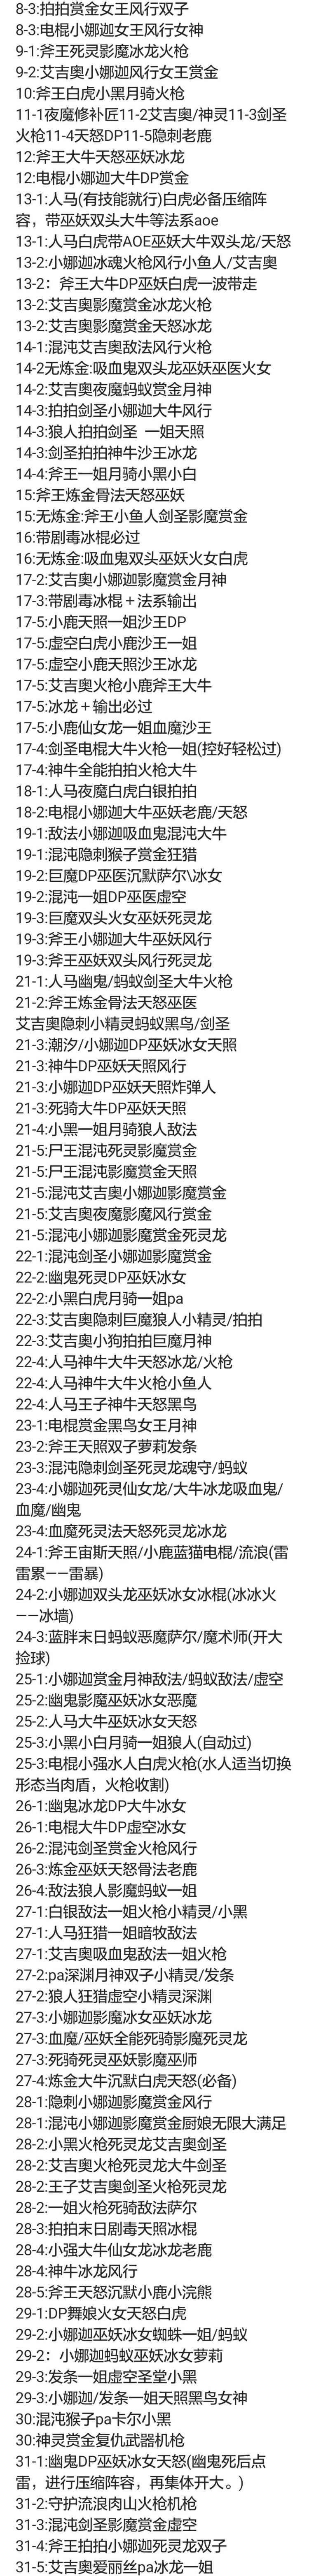 8-3:拍拍赏金女王风行双子
8-3:电棍小娜迦女王风行女神
9-1:斧王死灵影魔冰龙火枪
9-2:艾吉奥小娜迦风行女王赏金
10:斧王白虎小黑月骑火枪
11-1夜魔修补匠11-2艾吉奥/神灵11-3剑圣
火枪11-4天怒DP11-5隐刺老鹿
12:斧王大牛天怒巫妖冰龙
12:电棍小娜迦大牛DP赏金
13-1:人马(有技能就行)白虎必备压缩阵
容，带巫妖双头大牛等法系aoe
13-1:人马白虎带AOE巫妖大牛双头龙/天怒
13-2:小娜迦冰魂火枪风行小鱼人/艾吉奥
13-2：斧王大牛DP巫妖白虎一波带走
13-2:艾吉奥影魔赏金冰龙火枪
13-2:艾吉奥影魔赏金天怒冰龙
14-1:混沌艾吉奥敌法风行火枪
14-2无炼金:吸血鬼双头龙巫妖巫医火女
14-2:艾吉奥夜魔蚂蚁赏金月神
14-3:拍拍剑圣小娜迦大牛风行
14-3:狼人拍拍剑圣 一姐天照
14-3:剑圣拍拍神牛沙王冰龙
14-4:斧王一姐月骑小黑小白
15:斧王炼金骨法天怒巫妖
15:无炼金:斧王小鱼人剑圣影魔赏金
16:带剧毒冰棍必过
16:无炼金:吸血鬼双头巫妖火女白虎
17-2:艾吉奥小娜迦影魔赏金月神
17-3:带剧毒冰棍＋法系输出
17-5:小鹿天照一姐沙王DP
17-5:虚空白虎小鹿沙王一姐
17-5:虚空小鹿天照沙王冰龙
17-5:艾吉奥火枪小鹿斧王大牛
17-5:冰龙＋输出必过
17-5:小鹿仙女龙一姐血魔沙王
17-4:剑圣电棍大牛火枪一姐(控好轻松过)
17-4:神牛全能拍拍火枪大牛
18-1:人马夜魔白虎白银拍拍
18-2:电棍小娜迦大牛巫妖老鹿/天怒
19-1:敌法小娜迦吸血鬼混沌大牛
19-1:混沌隐刺猴子赏金狂猎
19-2:巨魔DP巫医沉默萨尔\冰女
19-2:混沌一姐DP巫医虚空
19-3:巨魔双头火女巫妖死灵龙
19-3:斧王小娜迦大牛巫妖风行
19-3:斧王巫妖双头风行死灵龙
21-1:人马幽鬼/蚂蚁剑圣大牛火枪
21-2:斧王炼金骨法天怒巫医
艾吉奥隐刺小精灵蚂蚁黑鸟/剑圣
21-3:潮汐/小娜迦DP巫妖冰女天照
21-3:神牛DP巫妖天照风行
21-3:小娜迦DP巫妖天照炸弹人
21-3:死骑大牛DP巫妖天照
21-4:小黑一姐月骑狼人敌法
21-5:尸王混沌死灵影魔赏金
21-5:尸王混沌影魔赏金天照
21-5:混沌艾吉奥小娜迦影魔赏金
21-5:艾吉奥夜魔影魔风行赏金
21-5:混沌小娜迦影魔赏金死灵龙
22-1:混沌剑圣小娜迦影魔赏金
22-2:幽鬼死灵DP巫妖冰女
22-2:小黑白虎月骑一姐pa
22-3:艾吉奥隐刺巨魔狼人小精灵/拍拍
22-3:艾吉奥小狗拍拍巨魔月神
22-4:人马神牛大牛天怒冰龙/火枪
22-4:人马神牛大牛火枪小鱼人
22-4:人马王子神牛天怒黑鸟
23-1:电棍赏金黑鸟女王月神
23-2:斧王天照双子萝莉发条
23-3:混沌隐刺剑圣死灵龙魂守/蚂蚁
23-4:小娜迦死灵仙女龙/大牛冰龙吸血鬼/
血魔/幽鬼
23-4:血魔死灵法天怒死灵龙冰龙
24-1:斧王宙斯天照/小鹿蓝猫电棍/流浪(雷
雷累——雷暴)
24-2:小娜迦双头龙巫妖冰女冰棍(冰冰火
——冰墙)
24-3:蓝胖末日蚂蚁恶魔萨尔/魔术师(开大
捡球)
25-1:小娜迦赏金月神敌法/蚂蚁敌法/虚空
25-2:幽鬼影魔巫妖冰女恶魔
25-2:人马大牛巫妖冰女天怒
25-3:小黑小白月骑一姐狼人(自动过)
25-3:电棍小强水人白虎火枪(水人适当切换
形态当肉盾，火枪收割)
26-1:幽鬼冰龙DP大牛冰女
26-1:电棍大牛DP虚空冰女
26-2:混沌剑圣赏金火枪风行
26-3:炼金巫妖天怒骨法老鹿
26-4:敌法狼人影魔蚂蚁一姐
27-1:白银敌法一姐火枪小精灵/小黑
27-1:人马狂猎一姐暗牧敌法
27-1:艾吉奥吸血鬼敌法一姐火枪
27-2:pa深渊月神双子小精灵/发条
27-2:狼人狂猎虚空小精灵深渊
27-3:小娜迦影魔冰女巫妖冰龙
27-3:血魔/巫妖全能死骑影魔死灵龙
27-3:死骑死灵巫妖影魔巫师
27-4:炼金大牛沉默白虎天怒(必备)
28-1:隐刺小娜迦影魔赏金风行
28-1:混沌小娜迦影魔赏金厨娘无限大满足
28-2:小黑火枪死灵龙艾吉奥剑圣
28-2:艾吉奥火枪死灵龙大牛剑圣
28-2:王子艾吉奥剑圣火枪死灵龙
28-2:一姐火枪死骑敌法萨尔
28-3:拍拍末日剧毒天照冰棍
28-4:小强大牛仙女龙冰龙老鹿
28-4:神牛冰龙风行
28-5:斧王天怒沉默小鹿小浣熊
29-1:DP舞娘火女天怒白虎
29-2:小娜迦巫妖冰女蜘蛛一姐/蚂蚁
29-2：小娜迦蚂蚁巫妖冰女萝莉
29-3:发条一姐虚空圣堂小黑
29-3:小娜迦/发条一姐天照黑鸟女神
30:混沌猴子pa卡尔小黑
30:神灵赏金复仇武器机枪
31-1:幽鬼DP巫妖冰女天怒(幽鬼死后点
雷，进行压缩阵容，再集体开大。)
31-2:守护流浪肉山火枪机枪
31-3:混沌剑圣影魔赏金虚空
31-4:斧王拍拍小娜迦死灵龙双子
31-5:艾吉奥爱丽丝pa冰龙一姐